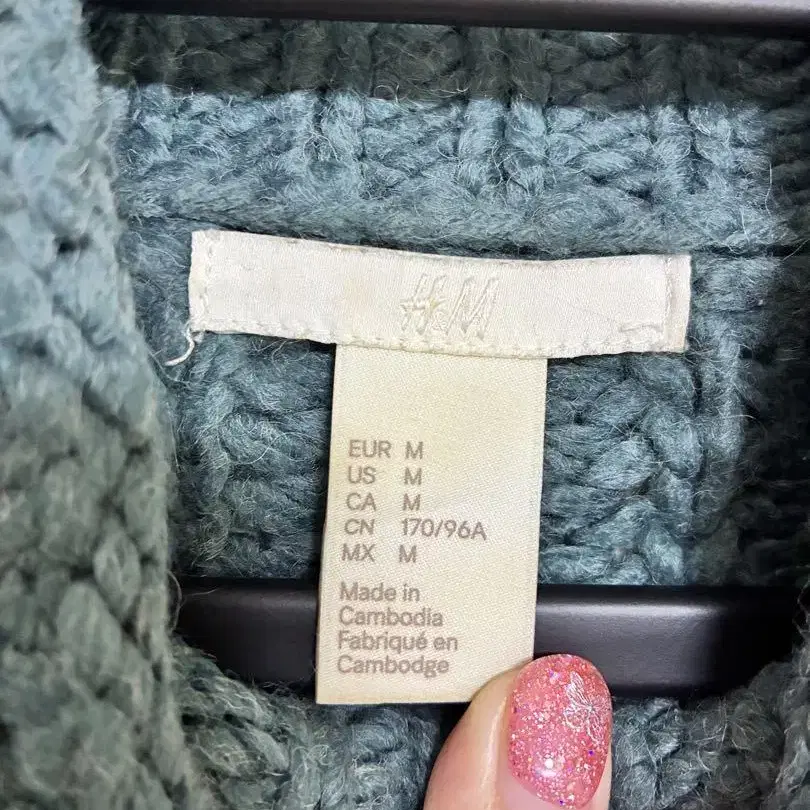 H&M
EUR M
US M
CA M
CN 170/96A
MX M
Made in
Cambodia
Fabriqué en
Cambodge